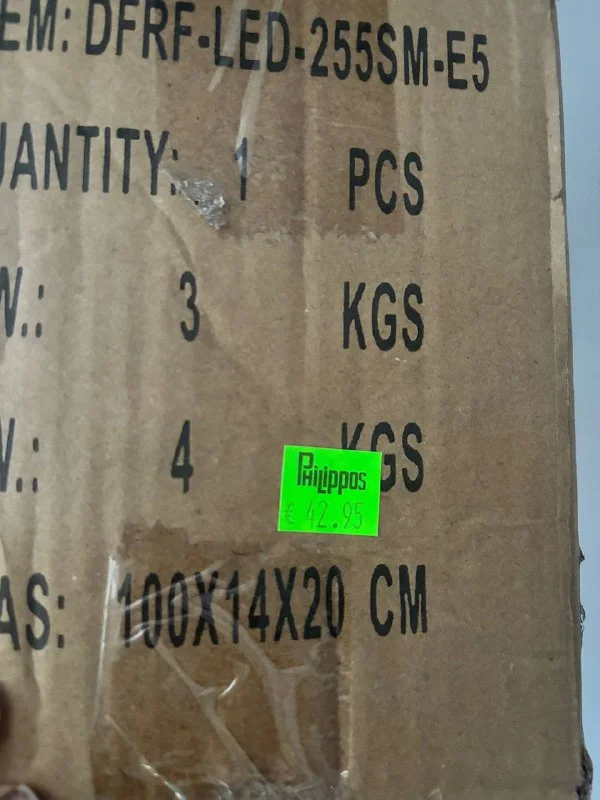 EM: DFRF-LED-255SM-E5
UANTITY: 1 PCS
W.: 3 KGS
W.: 4 KGS
PHiLippos
€ 42.95
AS: 100X14X20 CM